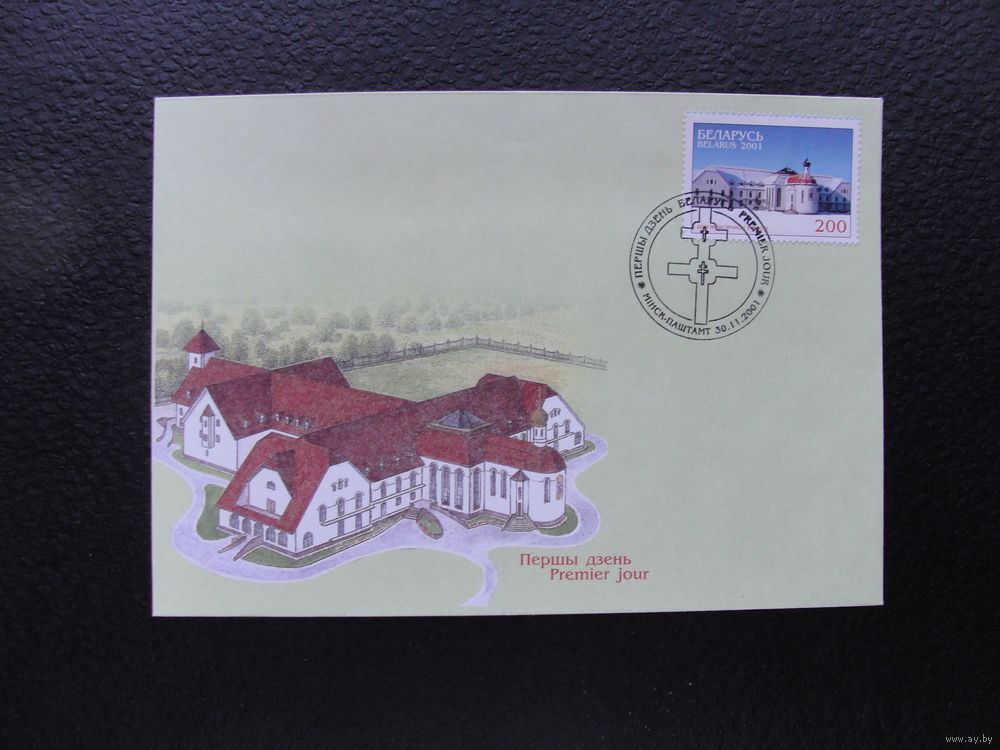 БЕЛАРУСЬ
BELARUS 2001
200
ПЕРШЫ ДЗЕНЬ БЕЛАРУСЬ PREMIER JOUR
МІНСК-ПАШТАМТ 30.11.2001
Першы дзень
Premier jour
www.ay.by